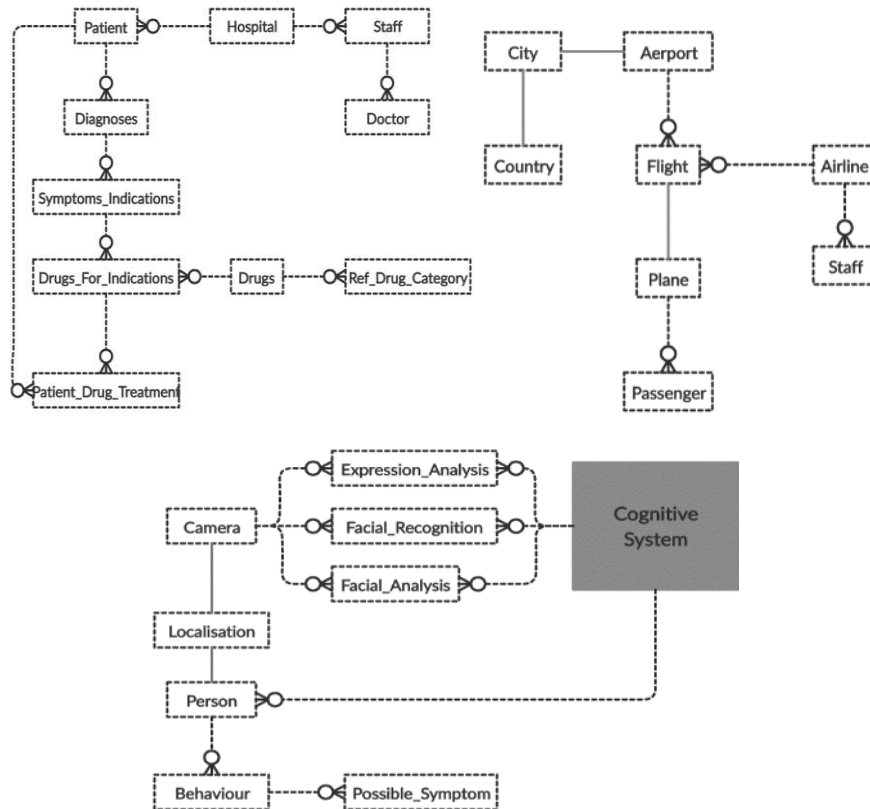 Patient
Hospital
Staff
Diagnoses
Doctor
Symptoms_Indications
Drugs_For_Indications
Drugs
Ref_Drug_Category
Patient_Drug_Treatment
City
Aerport
Country
Flight
Airline
Plane
Staff
Passenger
Expression_Analysis
Camera
Facial_Recognition
Facial_Analysis
Cognitive
System
Localisation
Person
Behaviour
Possible_Symptom